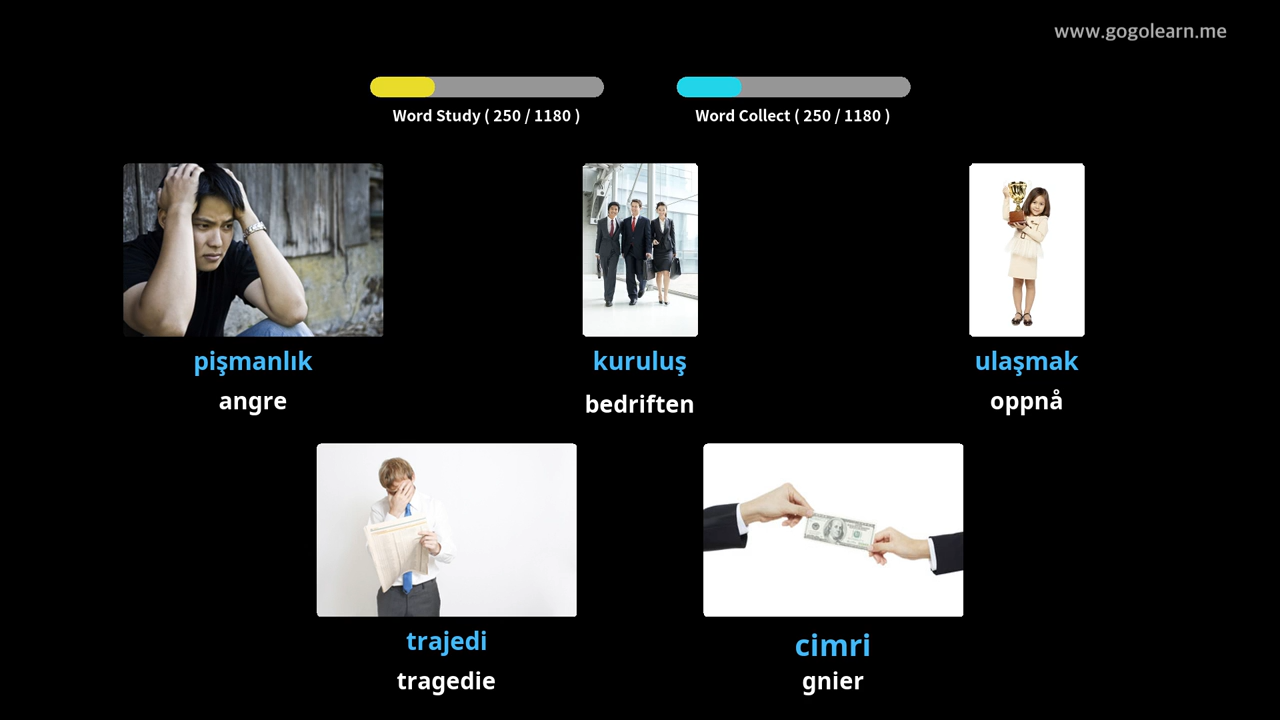 www.gogolearn.me
Word Study ( 250 / 1180 )
Word Collect ( 250 / 1180 )
pişmanlık
angre
kuruluş
bedriften
ulaşmak
oppnå
trajedi
tragedie
cimri
gnier